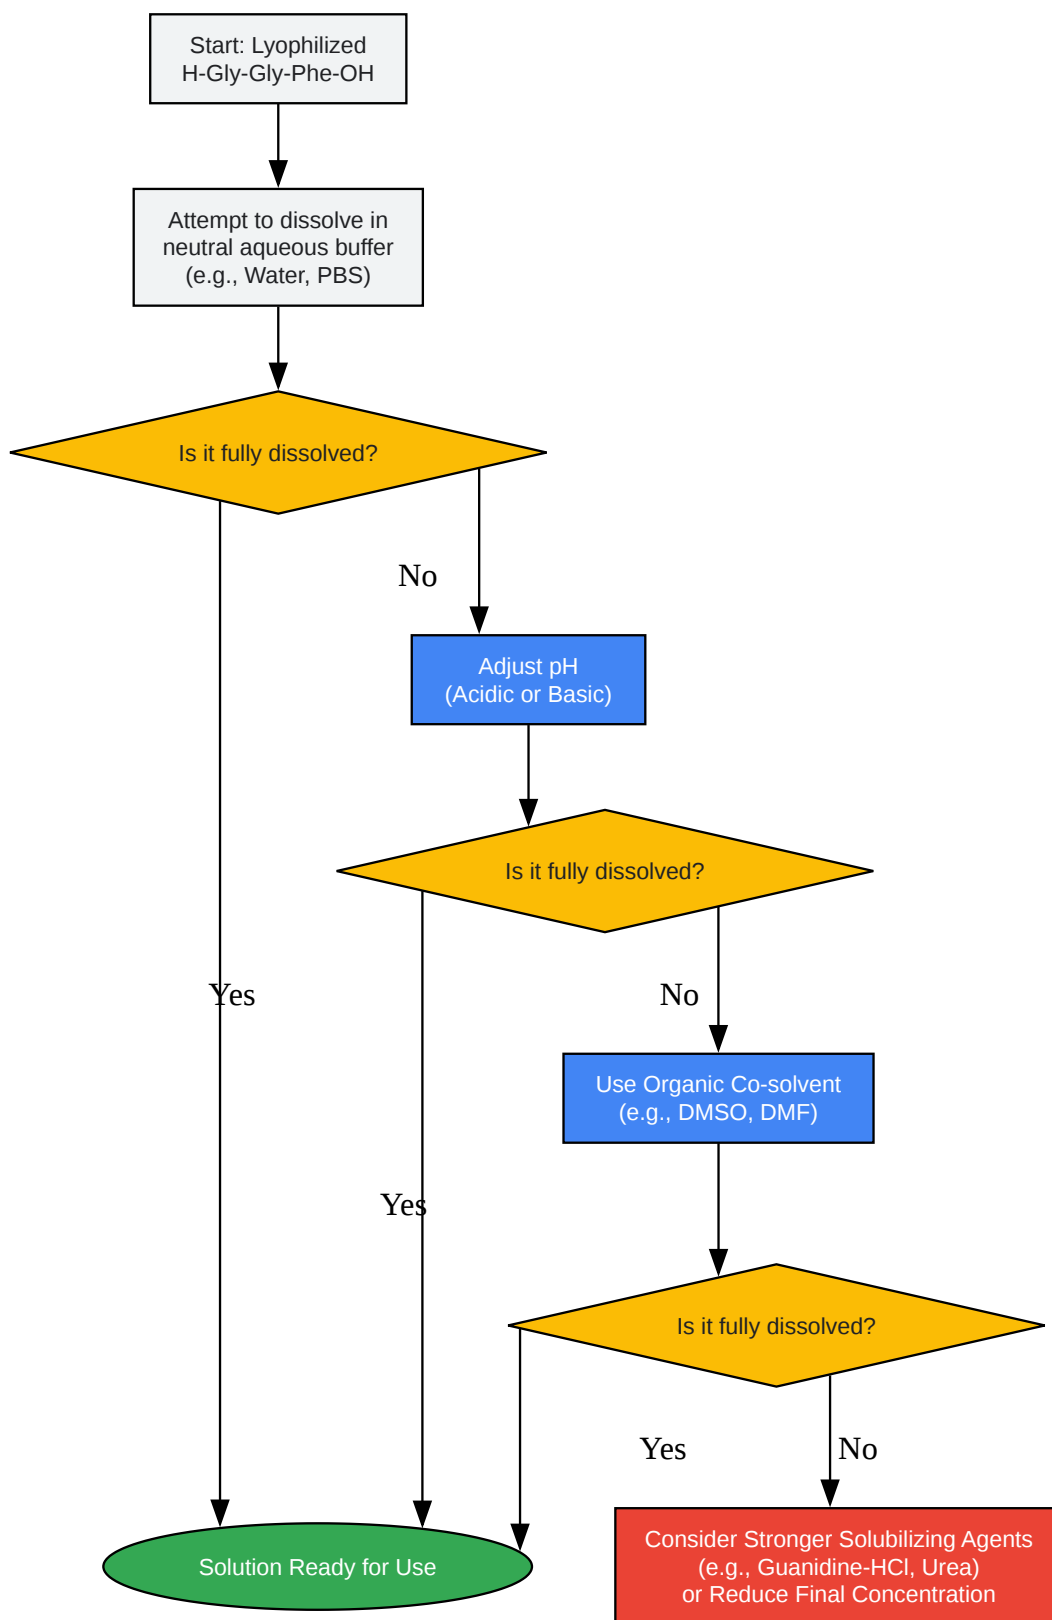 Start: Lyophilized
H-Gly-Gly-Phe-OH
Attempt to dissolve in
neutral aqueous buffer
(e.g., Water, PBS)
Is it fully dissolved?
No
Adjust pH
(Acidic or Basic)
Is it fully dissolved?
Yes
No
Use Organic Co-solvent
(e.g., DMSO, DMF)
Yes
Is it fully dissolved?
Yes
No
Solution Ready for Use
Consider Stronger Solubilizing Agents
(e.g., Guanidine-HCl, Urea)
or Reduce Final Concentration